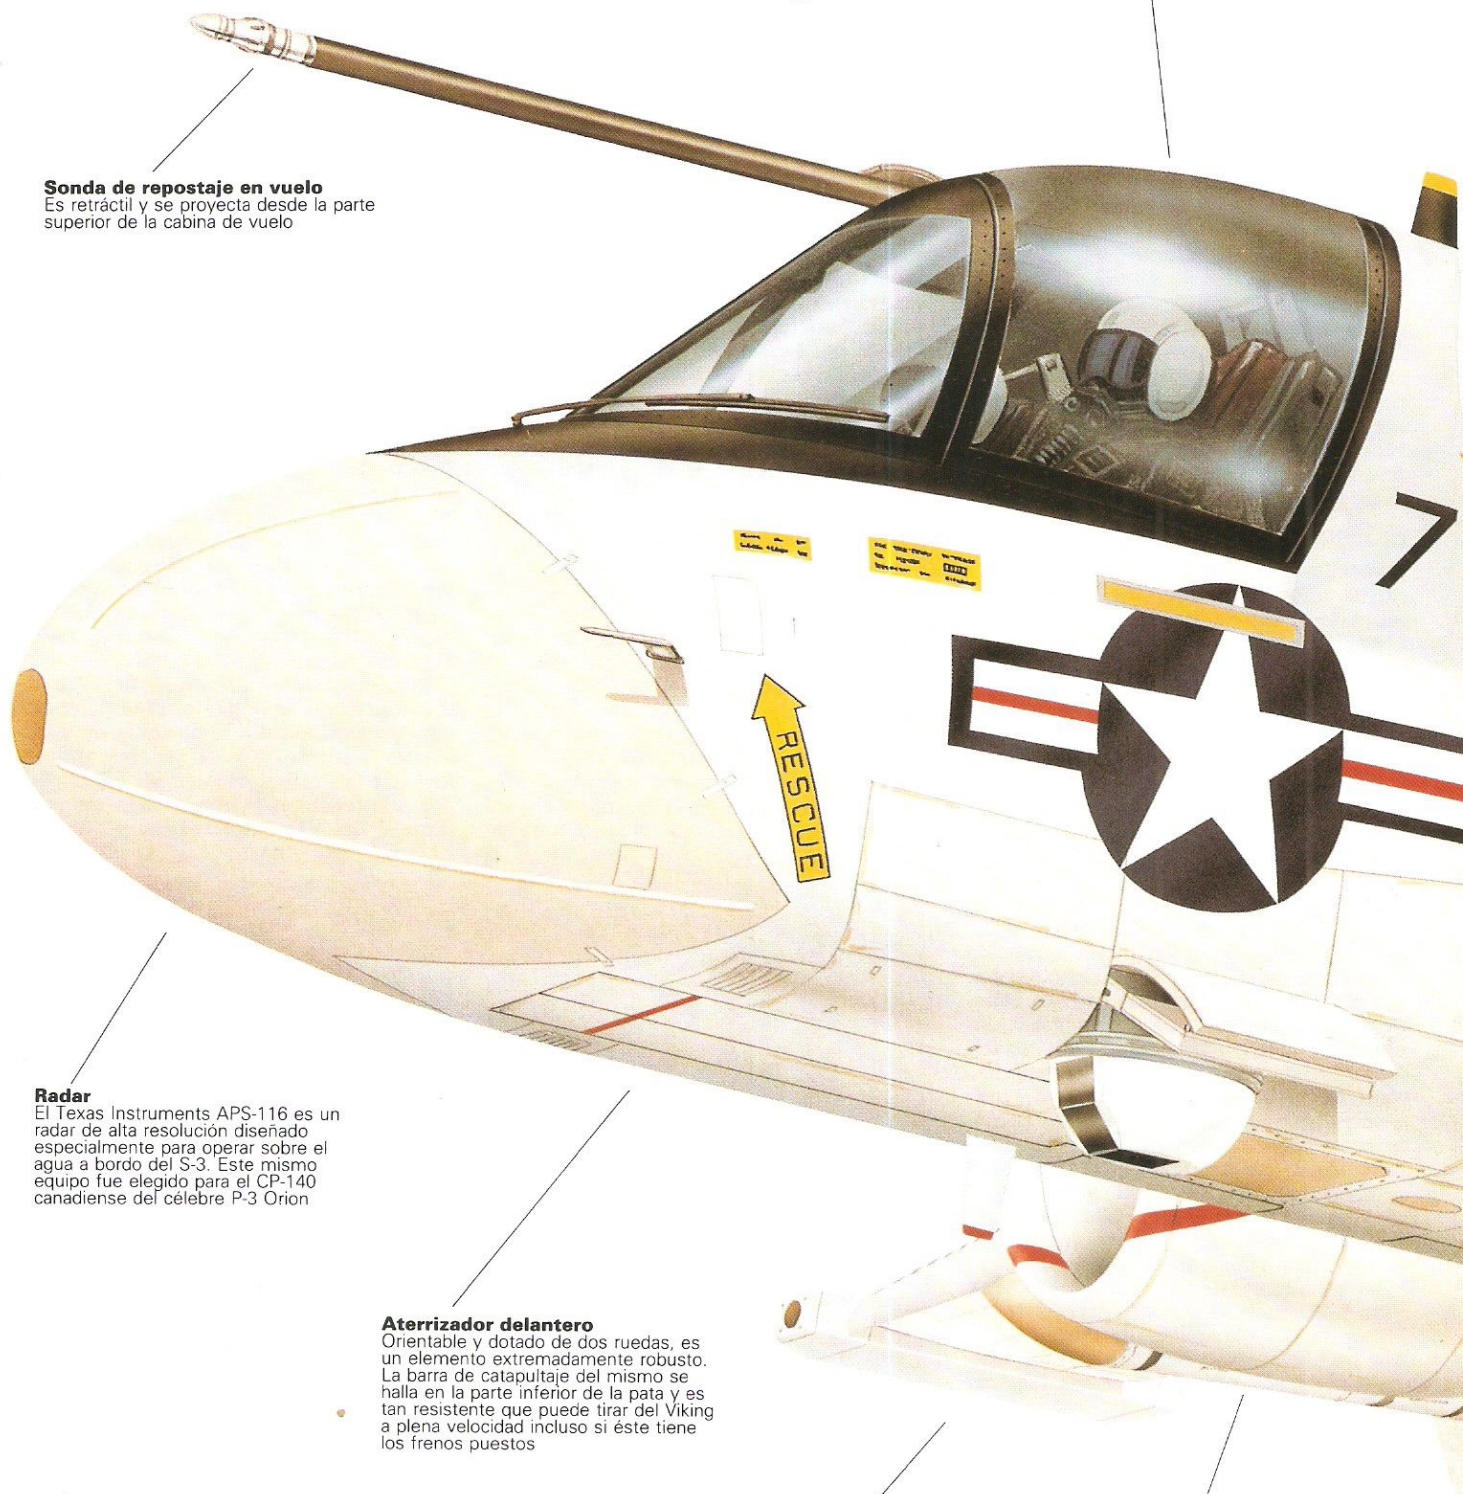 Sonda de repostaje en vuelo
Es retráctil y se proyecta desde la parte
superior de la cabina de vuelo
7
RESCUE
Radar
El Texas Instruments APS-116 es un
radar de alta resolución diseñado
especialmente para operar sobre el
agua a bordo del S-3. Este mismo
equipo fue elegido para el CP-140
canadiense del célebre P-3 Orion
Aterrizador delantero
Orientable y dotado de dos ruedas, es
un elemento extremadamente robusto.
La barra de catapultaje del mismo se
halla en la parte inferior de la pata y es
tan resistente que puede tirar del Viking
a plena velocidad incluso si éste tiene
los frenos puestos